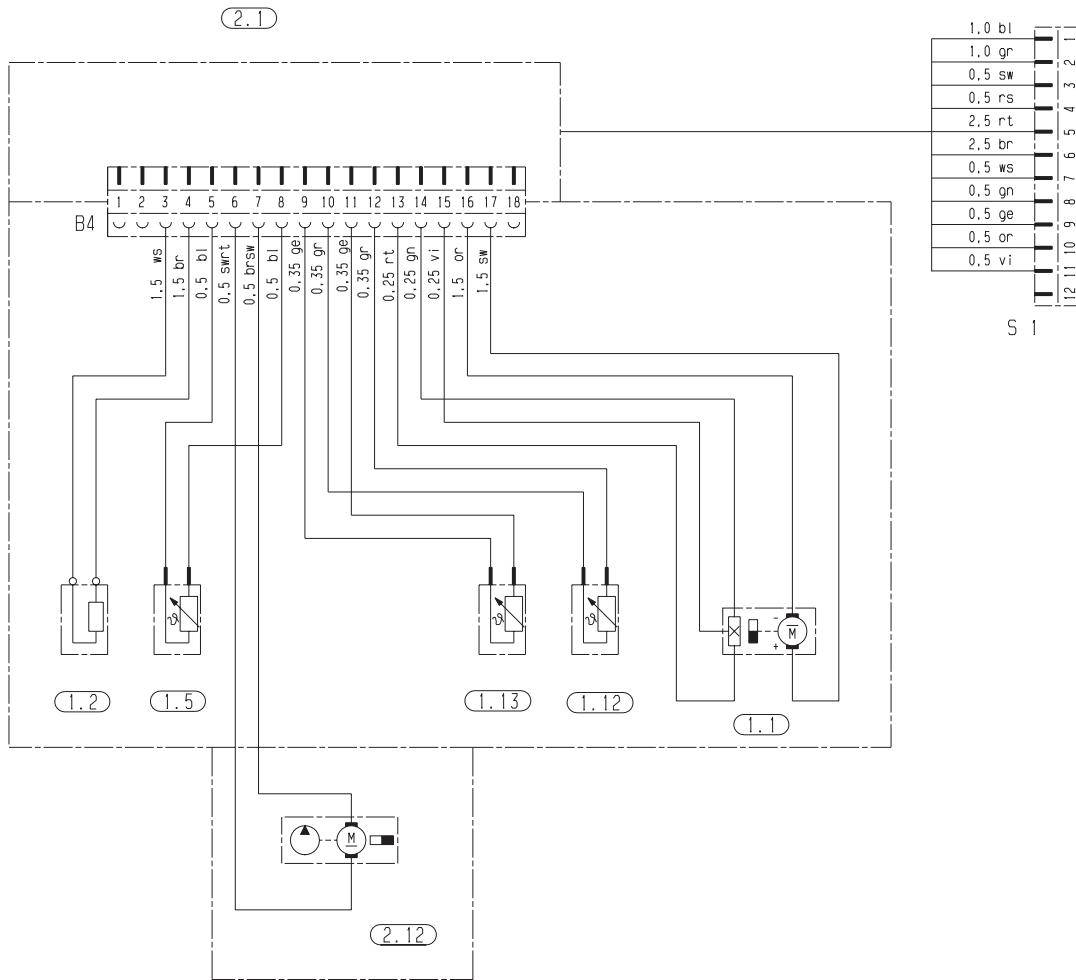 2.1
1,0 bl
1,0 gr
0,5 sw
0,5 rs
2,5 rt
2,5 br
0,5 ws
0,5 gn
0,5 ge
0,5 or
0,5 vi
1
2
3
4
5
6
7
8
9
10
11
12
S 1
1 2 3 4 5 6 7 8 9 10 11 12 13 14 15 16 17 18
B4
1,5 ws
1,5 br
0,5 bl
0,5 swrt
0,5 brsw
0,5 bl
0,35 ge
0,35 gr
0,35 ge
0,35 gr
0,25 rt
0,25 gn
0,25 vi
1,5 or
1,5 sw
ϑ
ϑ
ϑ
- M +
1.2
1.5
1.13
1.12
1.1
M
2.12